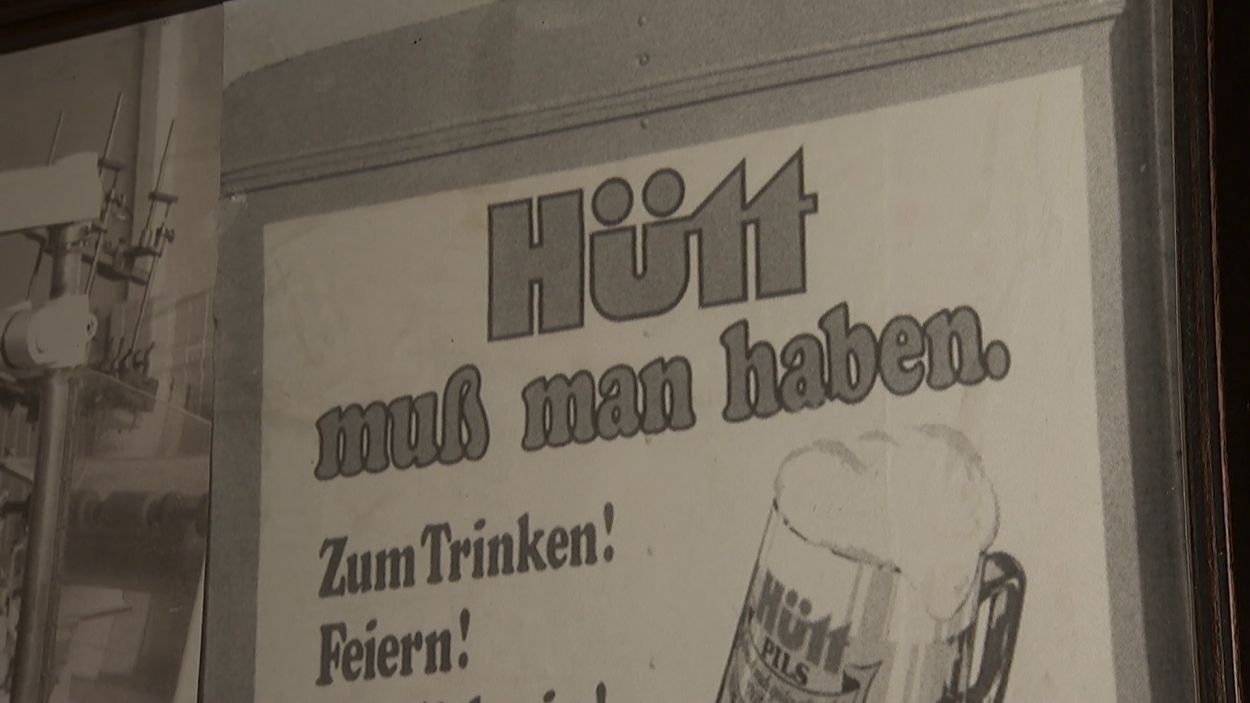 Hütt
muß man haben.
Zum Trinken!
Feiern!
Hütt
PILS